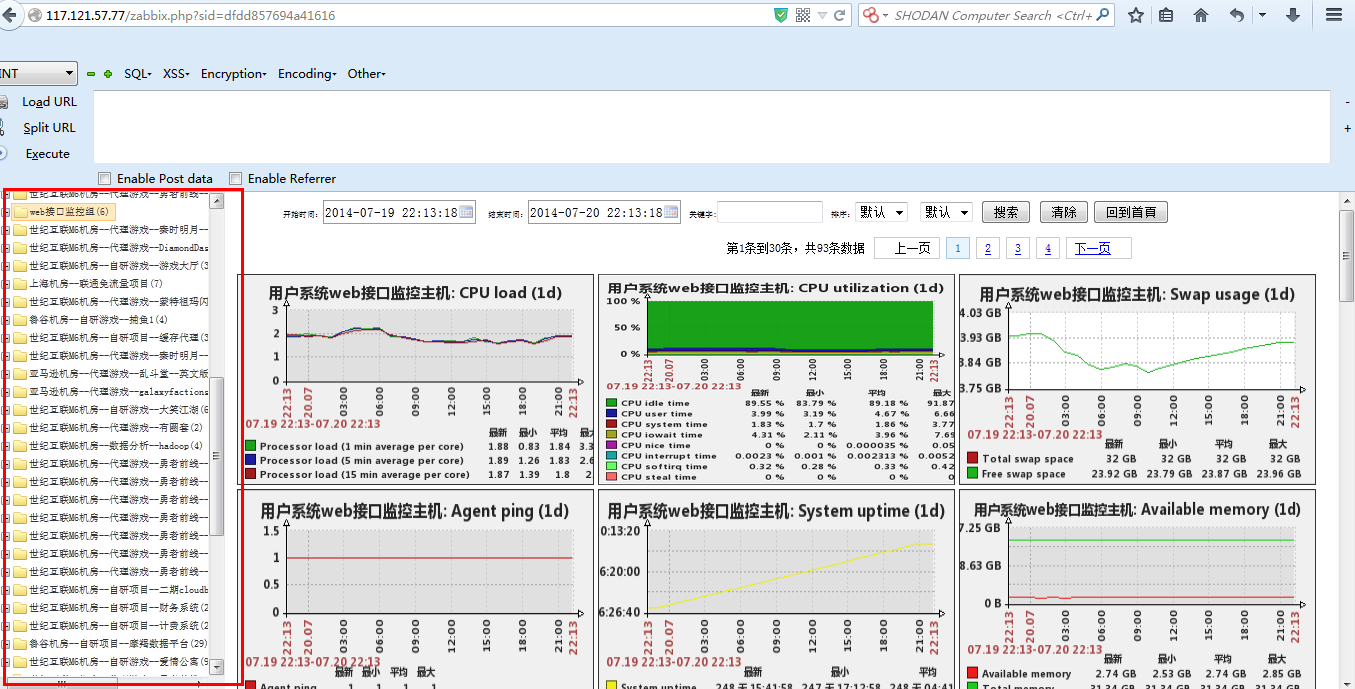 117.121.57.77/zabbix.php?sid=dfdd857694a41616
SHODAN Computer Search <Ctrl+
INT
SQL▾ XSS▾ Encryption▾ Encoding▾ Other▾
Load URL
Split URL
Execute
Enable Post data Enable Referrer
世纪互联M6机房--代理游戏--勇者前线--
web接口监控组(6)
世纪互联M6机房--代理游戏--秦时明月--
世纪互联M6机房--代理游戏--DiamondDas
世纪互联M6机房--自研游戏--游戏大厅(3
上海机房--联通免流量项目(7)
世纪互联M6机房--代理游戏--蒙特祖玛闪
鲁谷机房--自研游戏--捕鱼1(4)
世纪互联M6机房--自研项目--缓存代理(3
世纪互联M6机房--代理游戏--秦时明月--
亚马逊机房--代理游戏--乱斗堂--英文版
亚马逊机房--代理游戏--galaxyfactions
世纪互联M6机房--自研游戏--大笑江湖(6
世纪互联M6机房--代理游戏--有圆套(2)
世纪互联M6机房--数据分析--hadoop(4)
世纪互联M6机房--代理游戏--勇者前线--
世纪互联M6机房--代理游戏--勇者前线--
世纪互联M6机房--代理游戏--勇者前线--
世纪互联M6机房--代理游戏--勇者前线--
世纪互联M6机房--代理游戏--勇者前线--
世纪互联M6机房--代理游戏--勇者前线--
世纪互联M6机房--代理游戏--勇者前线--
世纪互联M6机房--自研项目--二期cloudb
世纪互联M6机房--自研项目--财务系统(2
世纪互联M6机房--自研项目--计费系统(2
鲁谷机房--自研项目--摩羯数据平台(29)
世纪互联M6机房--自研游戏--爱情公寓(9
开始时间: 2014-07-19 22:13:18 结束时间: 2014-07-20 22:13:18 关键字: 排序: 默认 默认 搜索 清除 回到首頁
第1条到30条，共93条数据 上一页 1 2 3 4 下一页
用户系统web接口监控主机: CPU load (1d)
3
2
1
0
22:13 20.07 03:00 06:00 09:00 12:00 15:00 18:00 21:00 22:13
07.19 22:13-07.20 22:13
最新 最小 平均 最大
Processor load (1 min average per core) 1.88 0.83 1.84 3.3
Processor load (5 min average per core) 1.89 1.26 1.83 2.6
Processor load (15 min average per core) 1.87 1.39 1.8 2
用户系统web接口监控主机: CPU utilization (1d)
100 %
50 %
0 %
22:13 20.07 03:00 06:00 09:00 12:00 15:00 18:00 21:00 22:13
07.19 22:13-07.20 22:13
最新 最小 平均 最大
CPU idle time 89.55 % 83.79 % 89.18 % 91.87
CPU user time 3.99 % 3.19 % 4.67 % 6.66
CPU system time 1.83 % 1.7 % 1.86 % 3.77
CPU iowait time 4.31 % 2.11 % 3.96 % 7.69
CPU nice time 0 % 0 % 0.000035 % 0.05
CPU interrupt time 0.0023 % 0.001 % 0.002313 % 0.0052
CPU softirq time 0.32 % 0.28 % 0.33 % 0.42
CPU steal time 0 % 0 % 0 % 0
用户系统web接口监控主机: Swap usage (1d)
4.03 GB
3.93 GB
3.84 GB
3.75 GB
22:13 20.07 03:00 06:00 09:00 12:00 15:00 18:00 21:00 22:13
07.19 22:13-07.20 22:13
最新 最小 平均 最大
Total swap space 32 GB 32 GB 32 GB 32 GB
Free swap space 23.92 GB 23.79 GB 23.87 GB 23.96 GB
用户系统web接口监控主机: Agent ping (1d)
1.5
1
0.5
0
22:13 20.07 03:00 06:00 09:00 12:00 15:00 18:00 21:00 22:13
07.19 22:13-07.20 22:13
最新 最小 平均 最大
Agent ping 1 1 1 1
用户系统web接口监控主机: System uptime (1d)
0:13:20
6:20:00
6:26:40
22:13 20.07 03:00 06:00 09:00 12:00 15:00 18:00 21:00 22:13
07.19 22:13-07.20 22:13
最新 最小 平均
System uptime 248 天 15:41:58 247 天 17:12:58 248 天 04:41
用户系统web接口监控主机: Available memory (1d)
7.25 GB
8.63 GB
0 B
22:13 20.07 03:00 06:00 09:00 12:00 15:00 18:00 21:00 22:13
07.19 22:13-07.20 22:13
最新 最小 平均 最大
Available memory 2.74 GB 2.53 GB 2.74 GB 2.85 GB
Total memory 31.34 GB 31.34 GB 31.34 GB 31.34 GB